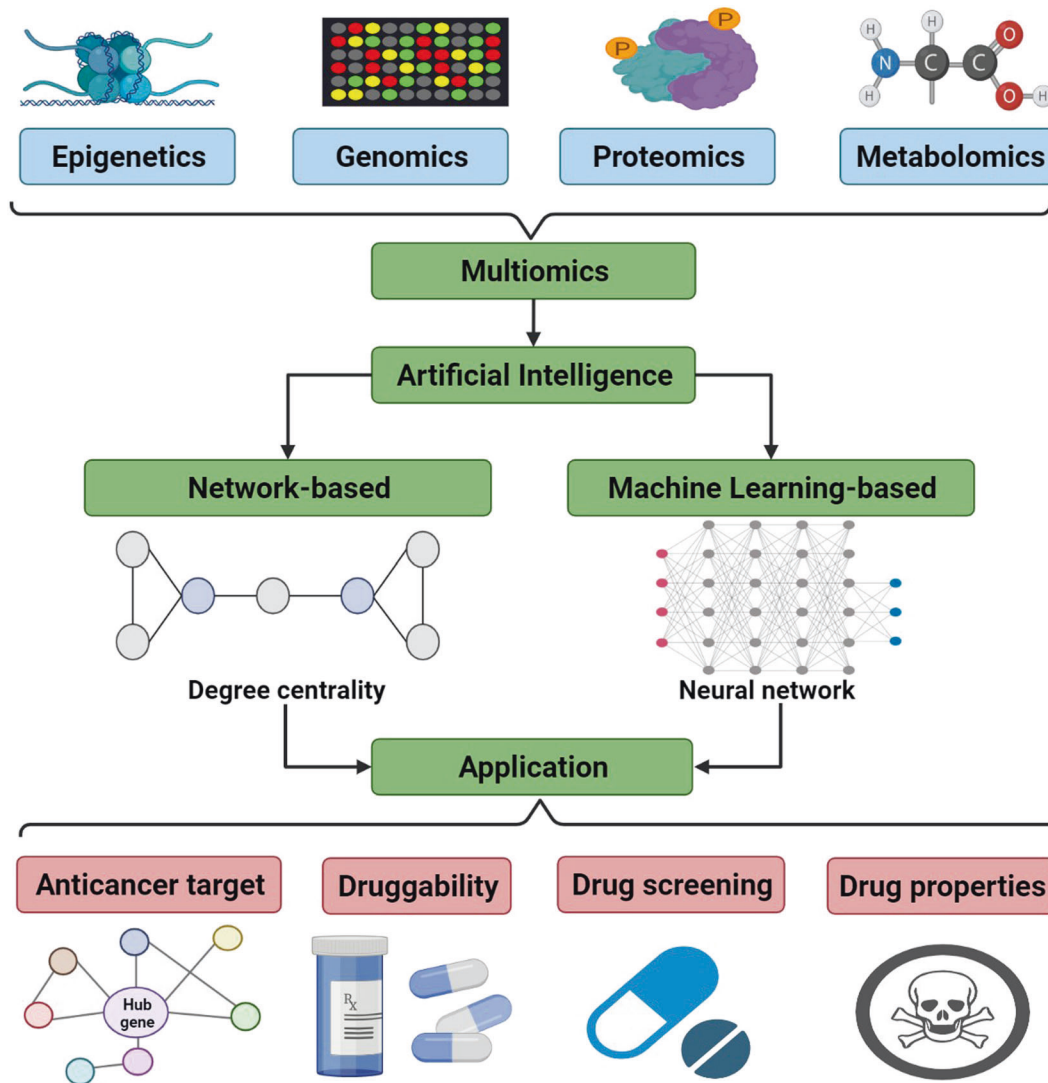 P
P
H
H
N
C
C
O
H
O
H
Epigenetics
Genomics
Proteomics
Metabolomics
Multiomics
Artificial Intelligence
Network-based
Machine Learning-based
Degree centrality
Neural network
Application
Anticancer target
Druggability
Drug screening
Drug properties
Hub
gene
Rx